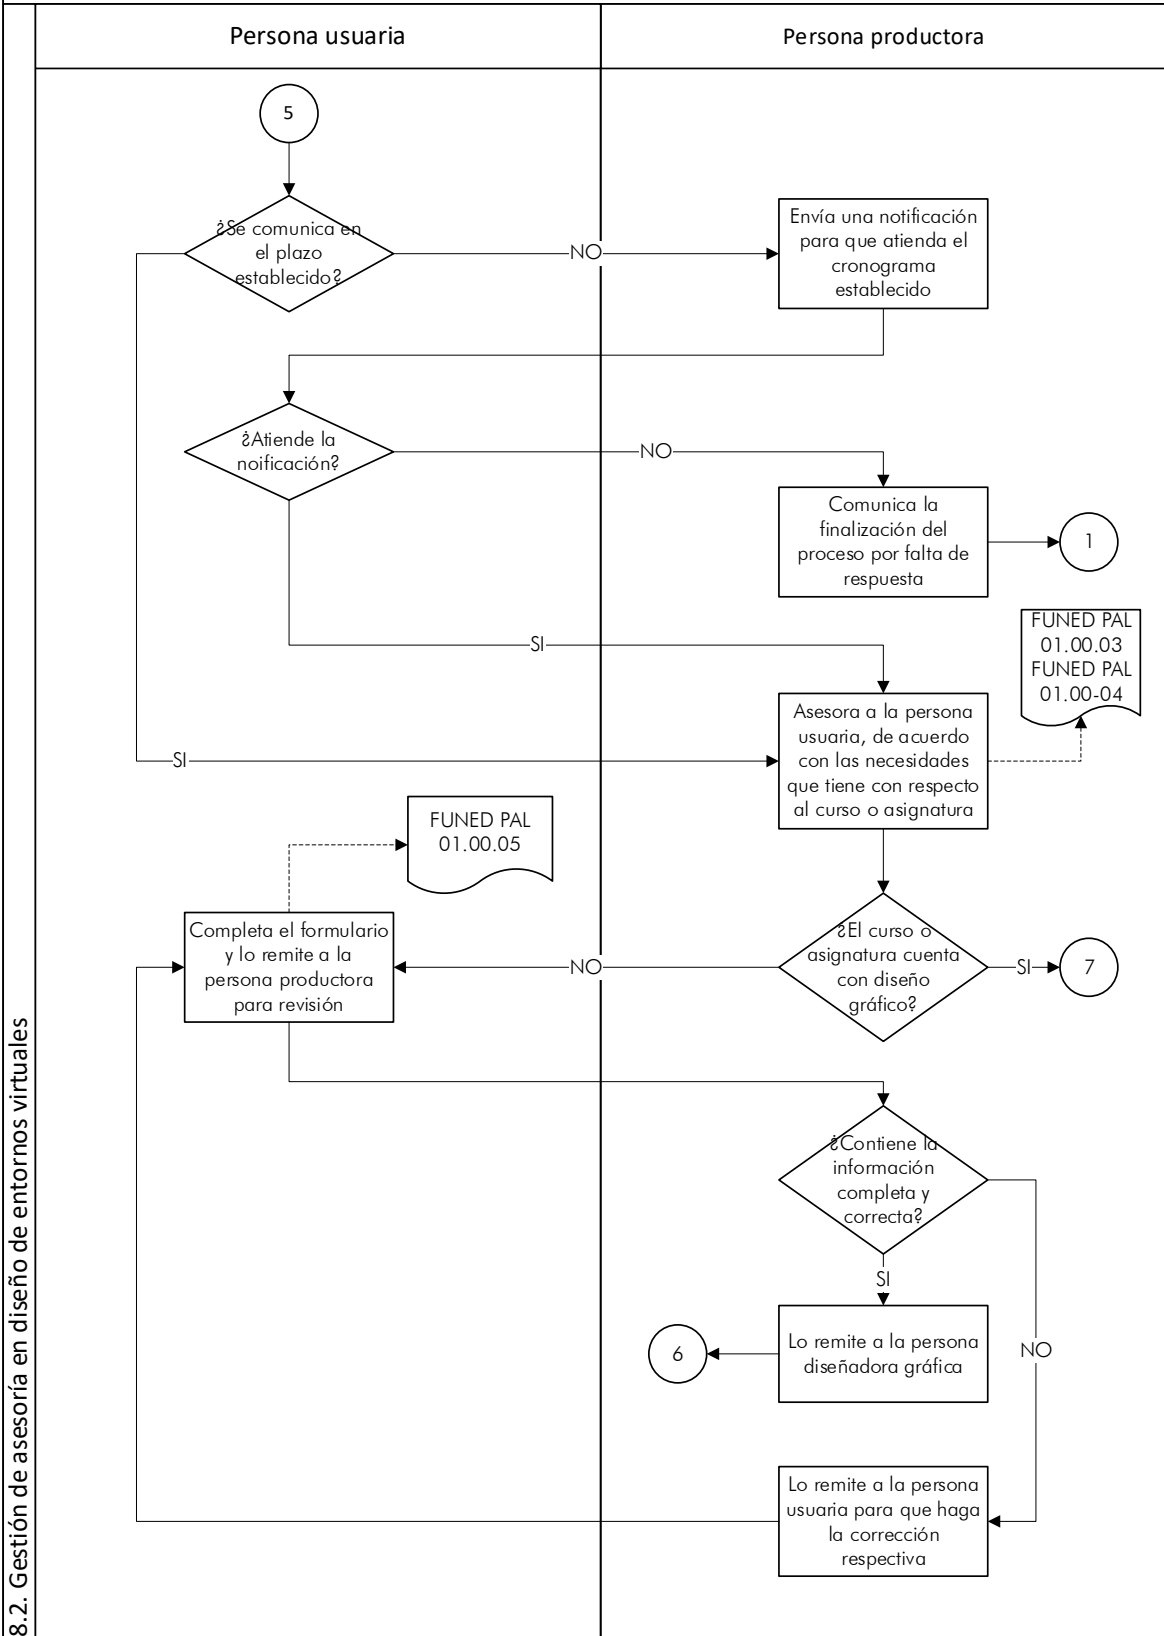 Persona usuaria
Persona productora
8.2. Gestión de asesoría en diseño de entornos virtuales
5
¿Se comunica en
el plazo
establecido?
NO
Envía una notificación
para que atienda el
cronograma
establecido
¿Atiende la
noificación?
NO
Comunica la
finalización del
proceso por falta de
respuesta
1
SI
FUNED PAL
01.00.03
FUNED PAL
01.00-04
Asesora a la persona
usuaria, de acuerdo
con las necesidades
que tiene con respecto
al curso o asignatura
SI
FUNED PAL
01.00.05
Completa el formulario
y lo remite a la
persona productora
para revisión
NO
¿El curso o
asignatura cuenta
con diseño
gráfico?
SI
7
¿Contiene la
información
completa y
correcta?
SI
NO
Lo remite a la persona
diseñadora gráfica
6
Lo remite a la persona
usuaria para que haga
la corrección
respectiva